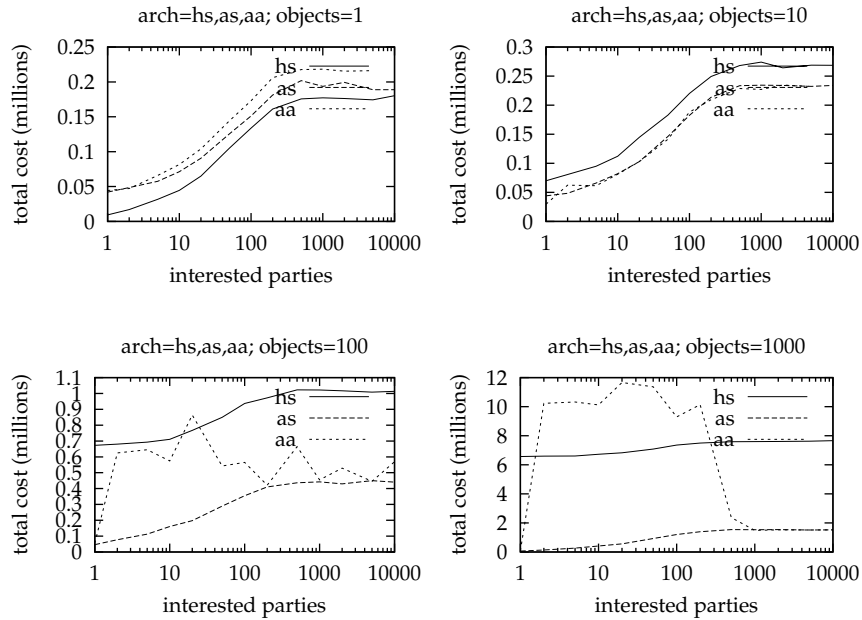 arch=hs,as,aa; objects=1
total cost (millions)
0.25
0.2
0.15
0.1
0.05
0
hs
as
aa
1 10 100 1000 10000
interested parties
arch=hs,as,aa; objects=10
total cost (millions)
0.3
0.25
0.2
0.15
0.1
0.05
0
hs
as
aa
1 10 100 1000 10000
interested parties
arch=hs,as,aa; objects=100
total cost (millions)
1.1
1
0.9
0.8
0.7
0.6
0.5
0.4
0.3
0.2
0.1
0
hs
as
aa
1 10 100 1000 10000
interested parties
arch=hs,as,aa; objects=1000
total cost (millions)
12
10
8
6
4
2
0
hs
as
aa
1 10 100 1000 10000
interested parties